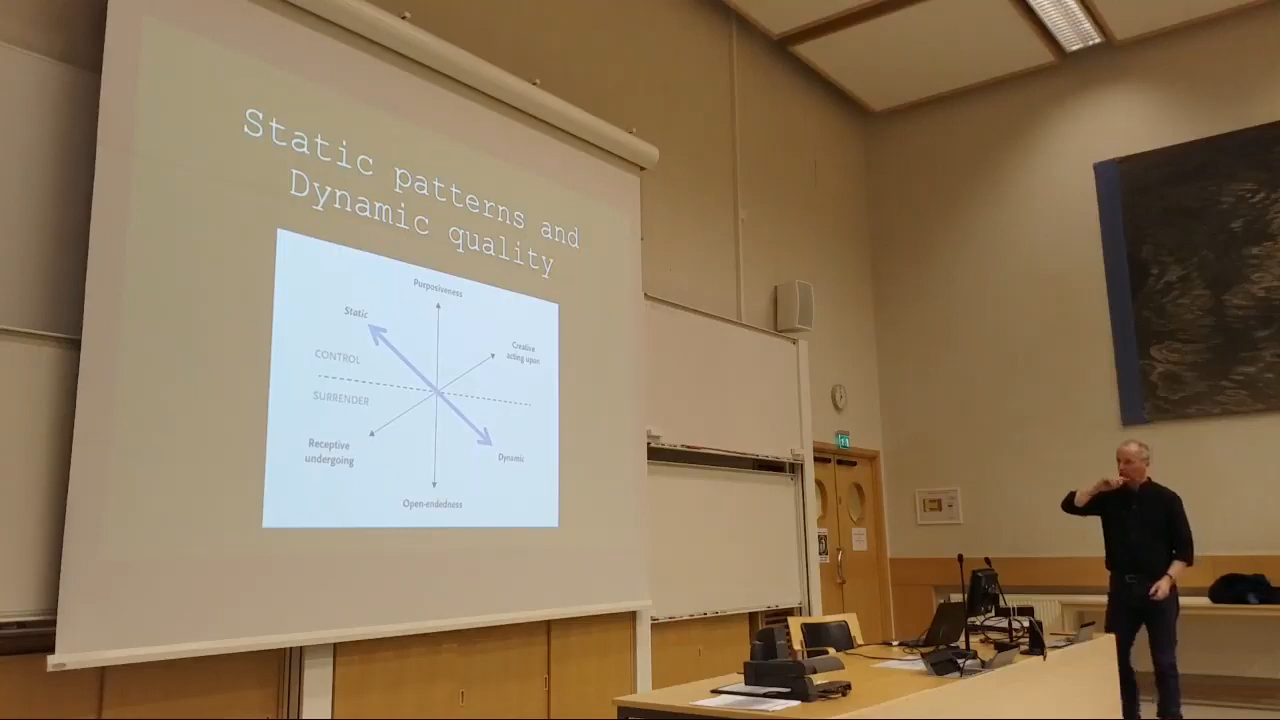 Static patterns and
Dynamic quality
Purposiveness
Static
Creative
acting upon
CONTROL
SURRENDER
Receptive
undergoing
Dynamic
Open-endedness